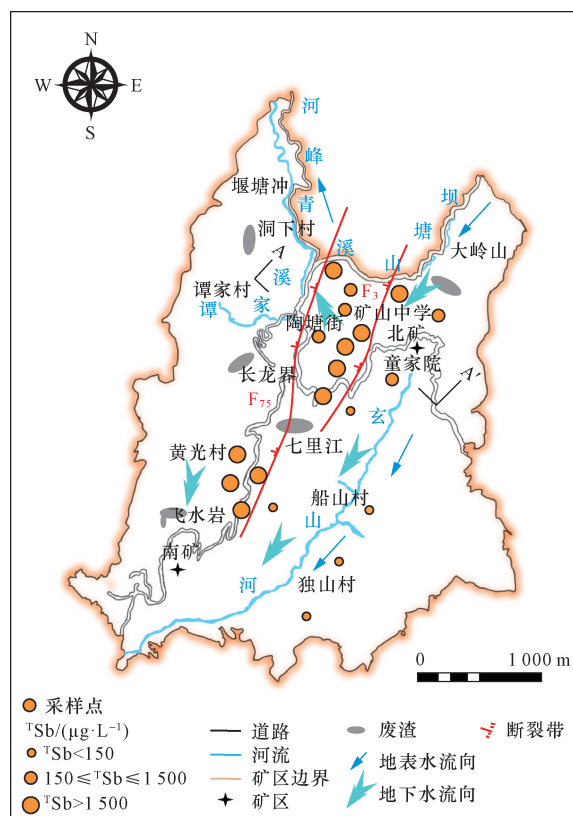 N
W E
S
河
峰
青
堰塘冲
洞下村
A
溪
谭家村
谭 家
溪
山
塘
坝
大岭山
F3
矿山中学
陶塘街
北矿
童家院
长龙界
A'
F75
玄
七里江
黄光村
船山村
飞水岩
山
南矿
河
独山村
0 1 000 m
采样点
ᵀSb/(μg·L⁻¹)
ᵀSb<150
150≤ᵀSb≤1 500
ᵀSb>1 500
道路
河流
矿区边界
矿区
废渣
地表水流向
地下水流向
断裂带